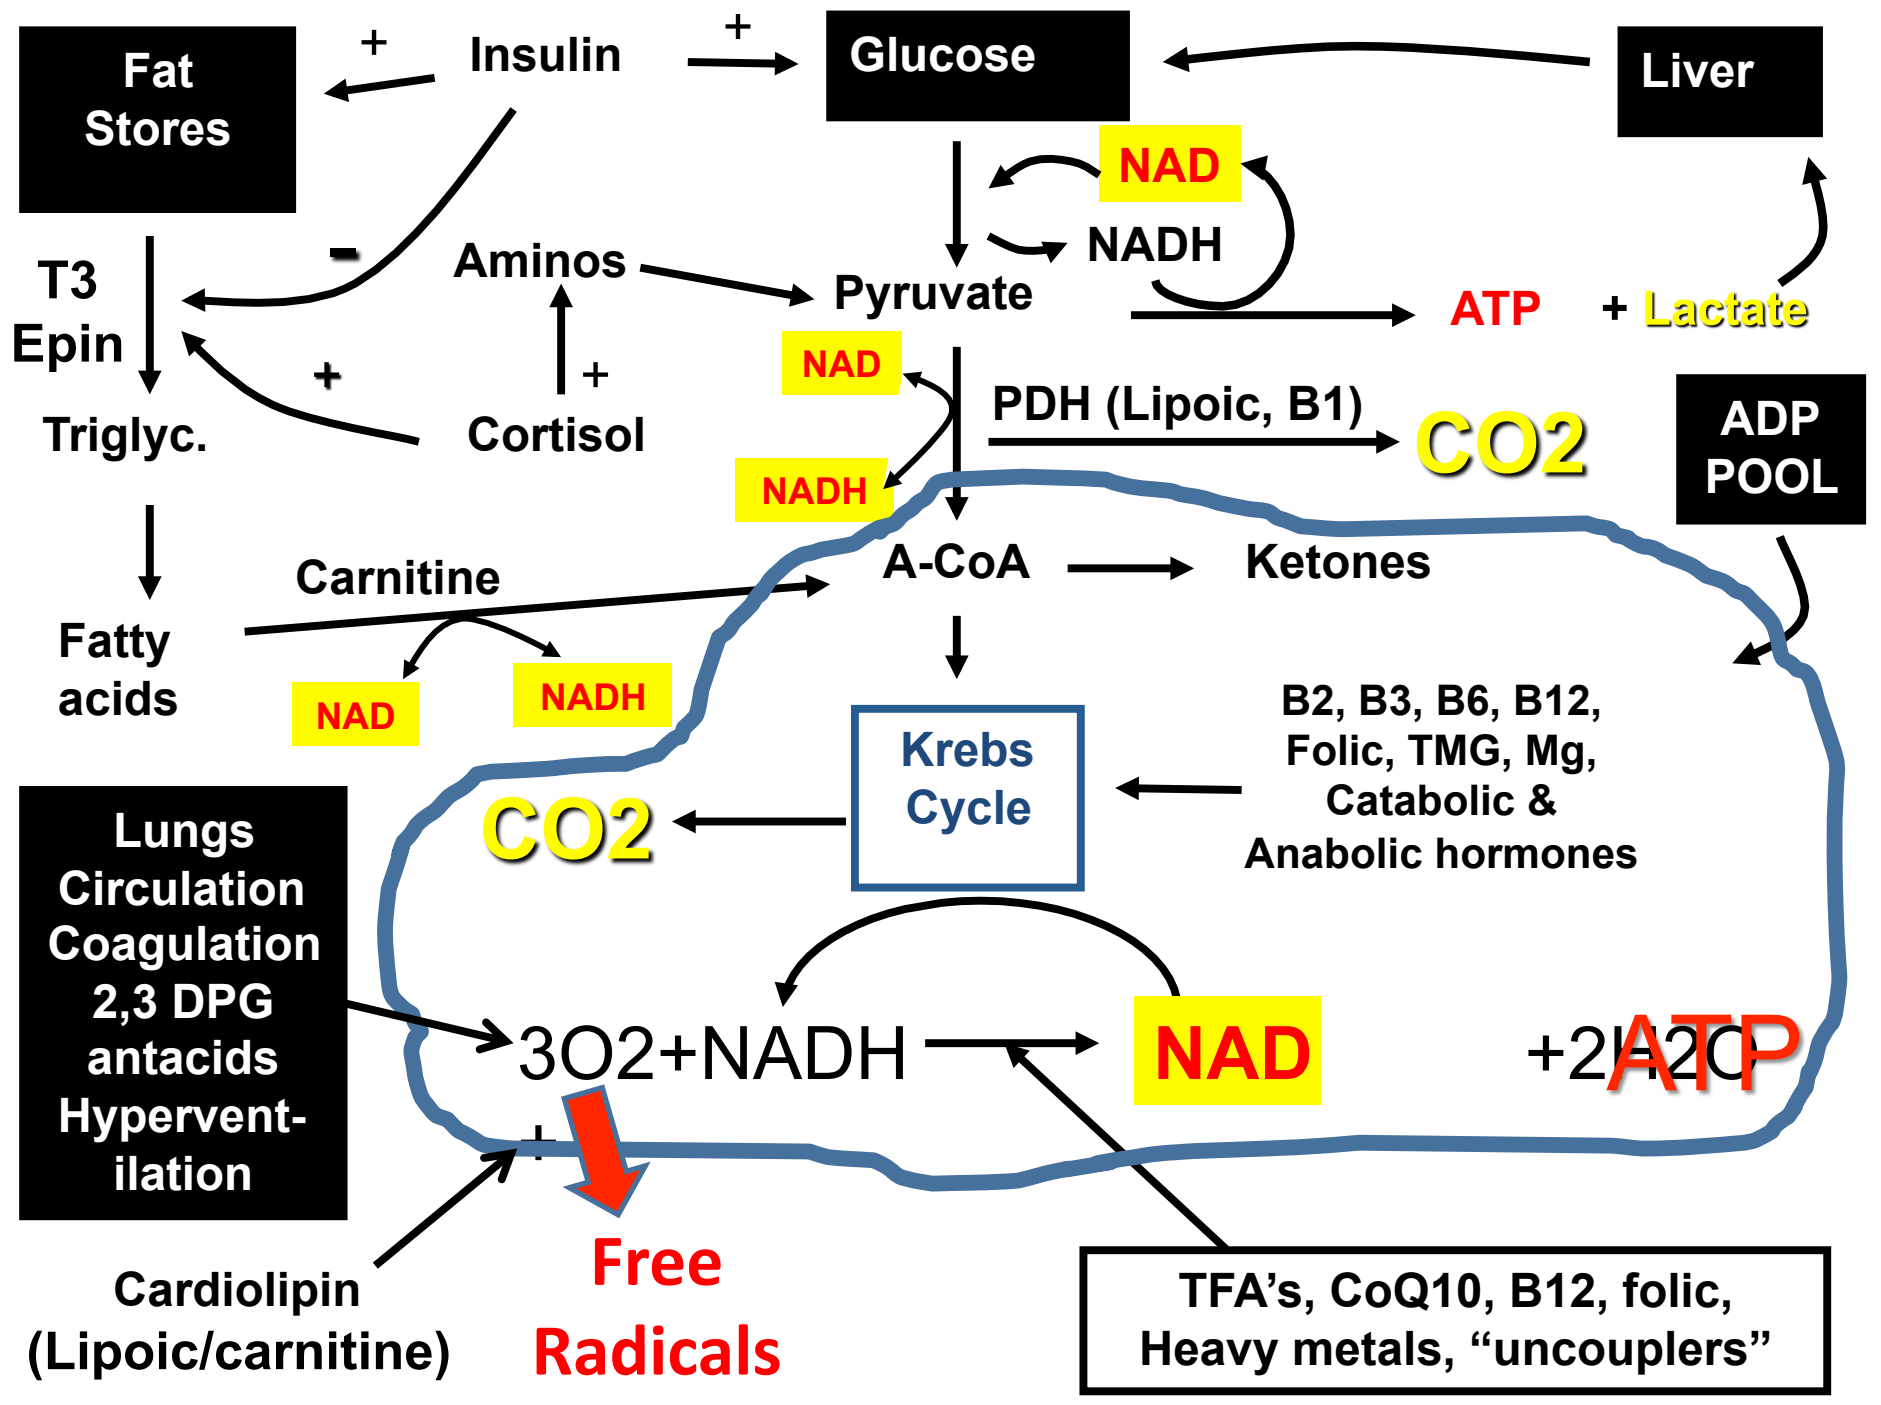 Fat
Stores
+
Insulin
+
Glucose
Liver
NAD
NADH
T3
Epin
-
Aminos
Pyruvate
ATP
+ Lactate
NAD
+
+
Triglyc.
Cortisol
PDH (Lipoic, B1)
CO2
ADP
POOL
NADH
Carnitine
A-CoA
Ketones
Fatty
acids
NAD
NADH
Krebs
Cycle
B2, B3, B6, B12,
Folic, TMG, Mg,
Catabolic &
Anabolic hormones
CO2
Lungs
Circulation
Coagulation
2,3 DPG
antacids
Hypervent-
ilation
3O2+NADH
NAD
+2H2O
ATP
+
Free
Radicals
Cardiolipin
(Lipoic/carnitine)
TFA’s, CoQ10, B12, folic,
Heavy metals, “uncouplers”